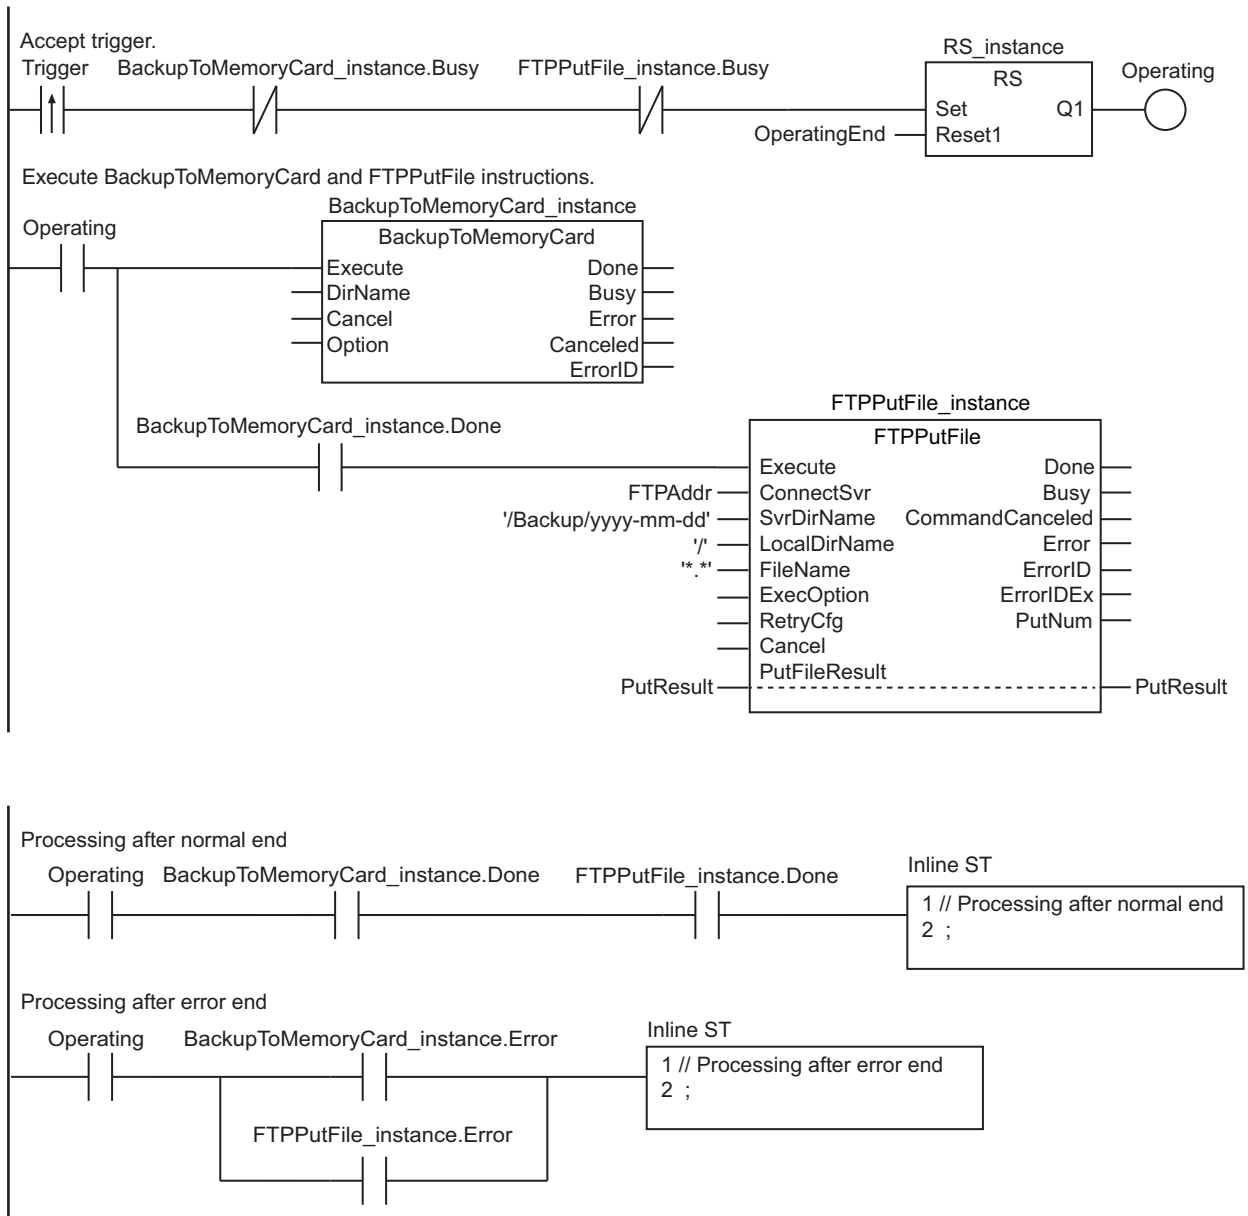 Accept trigger.
Trigger BackupToMemoryCard_instance.Busy FTPPutFile_instance.Busy
RS_instance
RS
Operating
Set Q1
OperatingEnd Reset1
Execute BackupToMemoryCard and FTPPutFile instructions.
BackupToMemoryCard_instance
Operating
BackupToMemoryCard
Execute Done
DirName Busy
Cancel Error
Option Canceled
ErrorID
FTPPutFile_instance
BackupToMemoryCard_instance.Done
FTPPutFile
Execute Done
FTPAddr ConnectSvr Busy
'/Backup/yyyy-mm-dd' SvrDirName CommandCanceled
'/' LocalDirName Error
'*.*' FileName ErrorID
ExecOption ErrorIDEx
RetryCfg PutNum
Cancel
PutFileResult
PutResult PutResult
Processing after normal end
Operating BackupToMemoryCard_instance.Done FTPPutFile_instance.Done
Inline ST
1 // Processing after normal end
2 ;
Processing after error end
Operating BackupToMemoryCard_instance.Error
Inline ST
1 // Processing after error end
2 ;
FTPPutFile_instance.Error